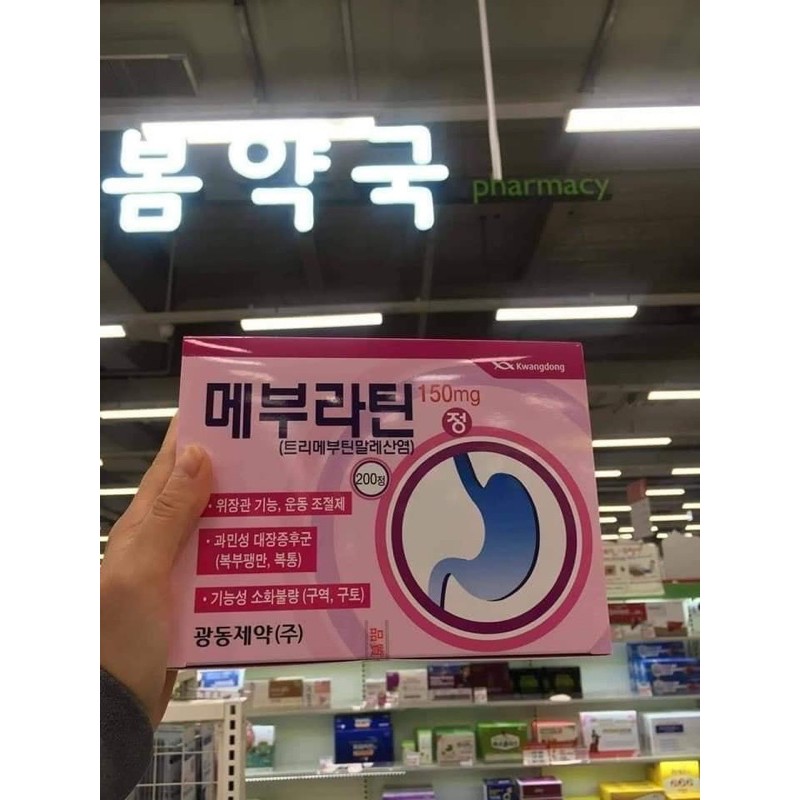 봄약국 pharmacy
Kwangdong
메부라틴 150mg 정
(트리메부틴말레산염)
200정
· 위장관 기능, 운동 조절제
· 과민성 대장증후군
(복부팽만, 복통)
· 기능성 소화불량 (구역, 구토)
광동제약(주)